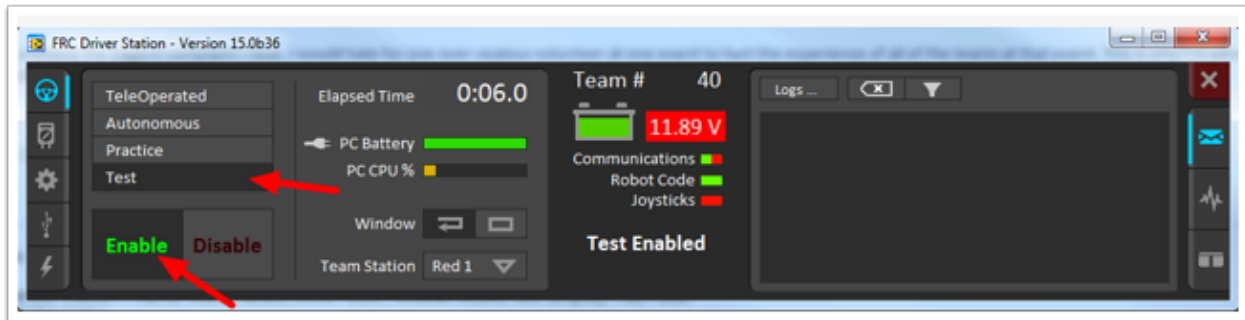 FRC Driver Station - Version 15.0b36
TeleOperated
Autonomous
Practice
Test
Enable
Disable
Elapsed Time 0:06.0
PC Battery
PC CPU %
Window
Team Station Red 1
Team # 40
11.89 V
Communications
Robot Code
Joysticks
Test Enabled
Logs ...